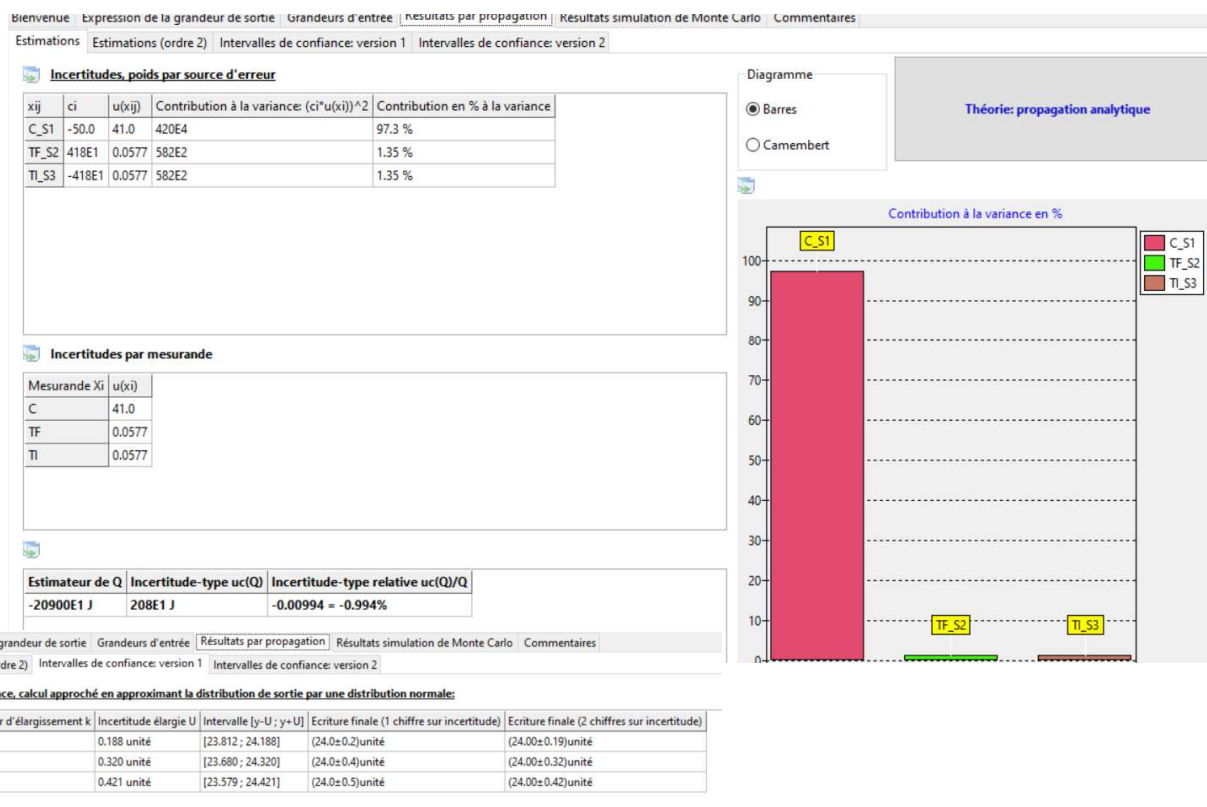 Bienvenue Expression de la grandeur de sortie Grandeurs d'entrée Résultats par propagation Résultats simulation de Monte Carlo Commentaires
Estimations Estimations (ordre 2) Intervalles de confiance: version 1 Intervalles de confiance: version 2
Incertitudes, poids par source d'erreur
xij ci u(xij) Contribution à la variance: (ci*u(xi))^2 Contribution en % à la variance
C_S1 -50.0 41.0 420E4 97.3 %
TF_S2 418E1 0.0577 582E2 1.35 %
TI_S3 -418E1 0.0577 582E2 1.35 %
Diagramme
Barres
Camembert
Théorie: propagation analytique
Contribution à la variance en %
C_S1
TF_S2
TI_S3
C_S1
TF_S2
TI_S3
100
90
80
70
60
50
40
30
20
10
0
Incertitudes par mesurande
Mesurande Xi u(xi)
C 41.0
TF 0.0577
TI 0.0577
Estimateur de Q Incertitude-type uc(Q) Incertitude-type relative uc(Q)/Q
-20900E1 J 208E1 J -0.00994 = -0.994%
grandeur de sortie Grandeurs d'entrée Résultats par propagation Résultats simulation de Monte Carlo Commentaires
dre 2) Intervalles de confiance: version 1 Intervalles de confiance: version 2
nce, calcul approché en approximant la distribution de sortie par une distribution normale:
r d'élargissement k Incertitude élargie U Intervalle [y-U ; y+U] Ecriture finale (1 chiffre sur incertitude) Ecriture finale (2 chiffres sur incertitude)
0.188 unité [23.812 ; 24.188] (24.0±0.2)unité (24.00±0.19)unité
0.320 unité [23.680 ; 24.320] (24.0±0.4)unité (24.00±0.32)unité
0.421 unité [23.579 ; 24.421] (24.0±0.5)unité (24.00±0.42)unité